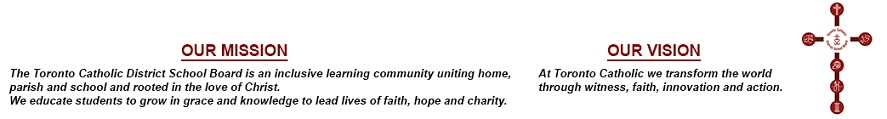 OUR MISSION
The Toronto Catholic District School Board is an inclusive learning community uniting home,
parish and school and rooted in the love of Christ.
We educate students to grow in grace and knowledge to lead lives of faith, hope and charity.
OUR VISION
At Toronto Catholic we transform the world
through witness, faith, innovation and action.